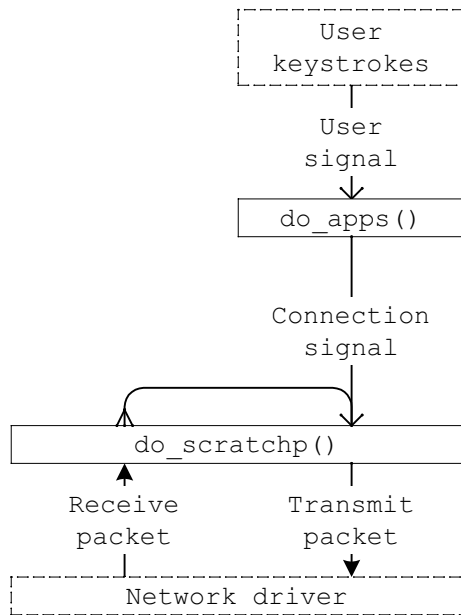 User
keystrokes
User
signal
do_apps()
Connection
signal
do_scratchp()
Receive
packet
Transmit
packet
Network driver